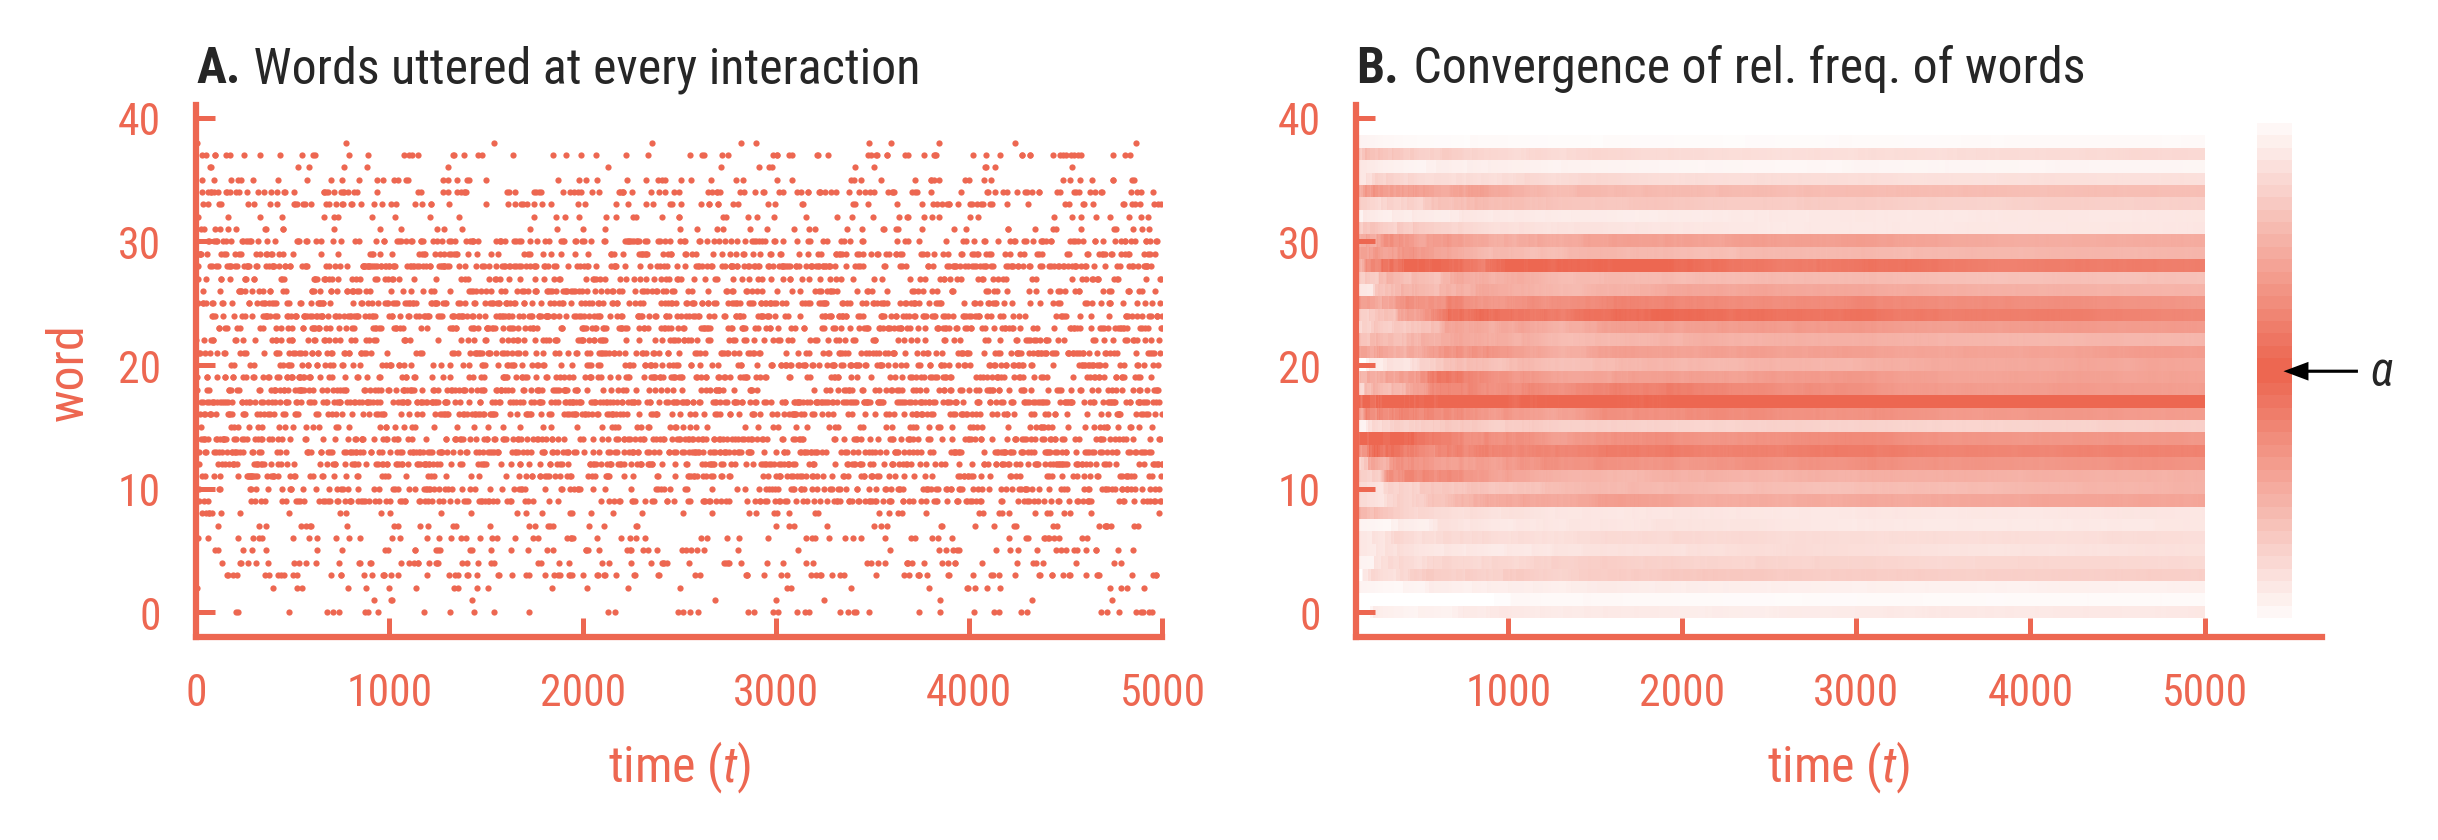 A. Words uttered at every interaction
40
30
20
10
0
word
0 1000 2000 3000 4000 5000
time (t)
B. Convergence of rel. freq. of words
40
30
20
10
0
1000 2000 3000 4000 5000
time (t)
α